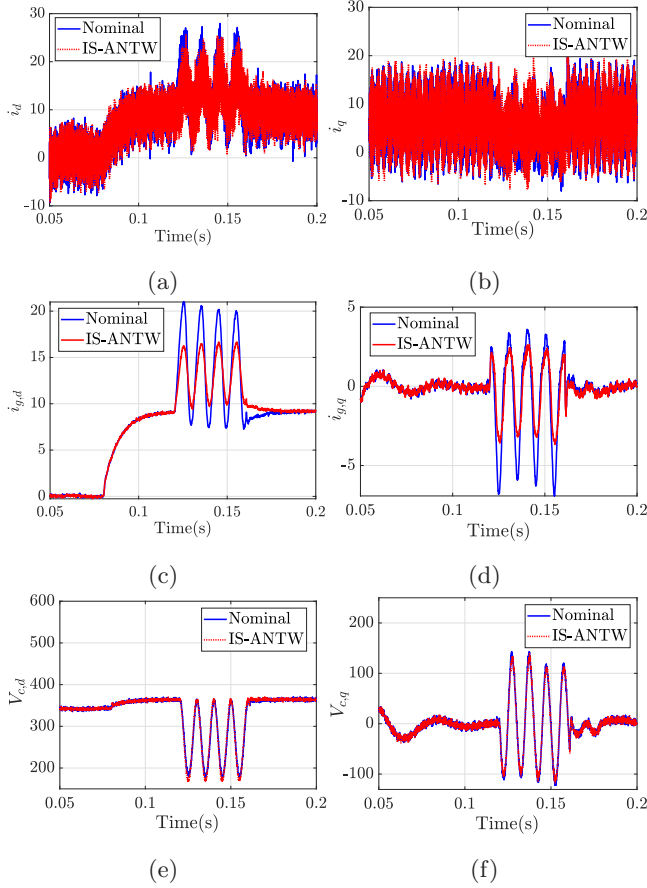 30
20
10
0
-10
i_d
Nominal
IS-ANTW
0.05 0.1 0.15 0.2
Time(s)
(a)
30
20
10
0
-10
i_q
Nominal
IS-ANTW
0.05 0.1 0.15 0.2
Time(s)
(b)
20
15
10
5
0
i_{g,d}
Nominal
IS-ANTW
0.05 0.1 0.15 0.2
Time(s)
(c)
5
0
-5
i_{g,q}
Nominal
IS-ANTW
0.05 0.1 0.15 0.2
Time(s)
(d)
600
500
400
300
200
V_{c,d}
Nominal
IS-ANTW
0.05 0.1 0.15 0.2
Time(s)
(e)
200
100
0
-100
V_{c,q}
Nominal
IS-ANTW
0.05 0.1 0.15 0.2
Time(s)
(f)